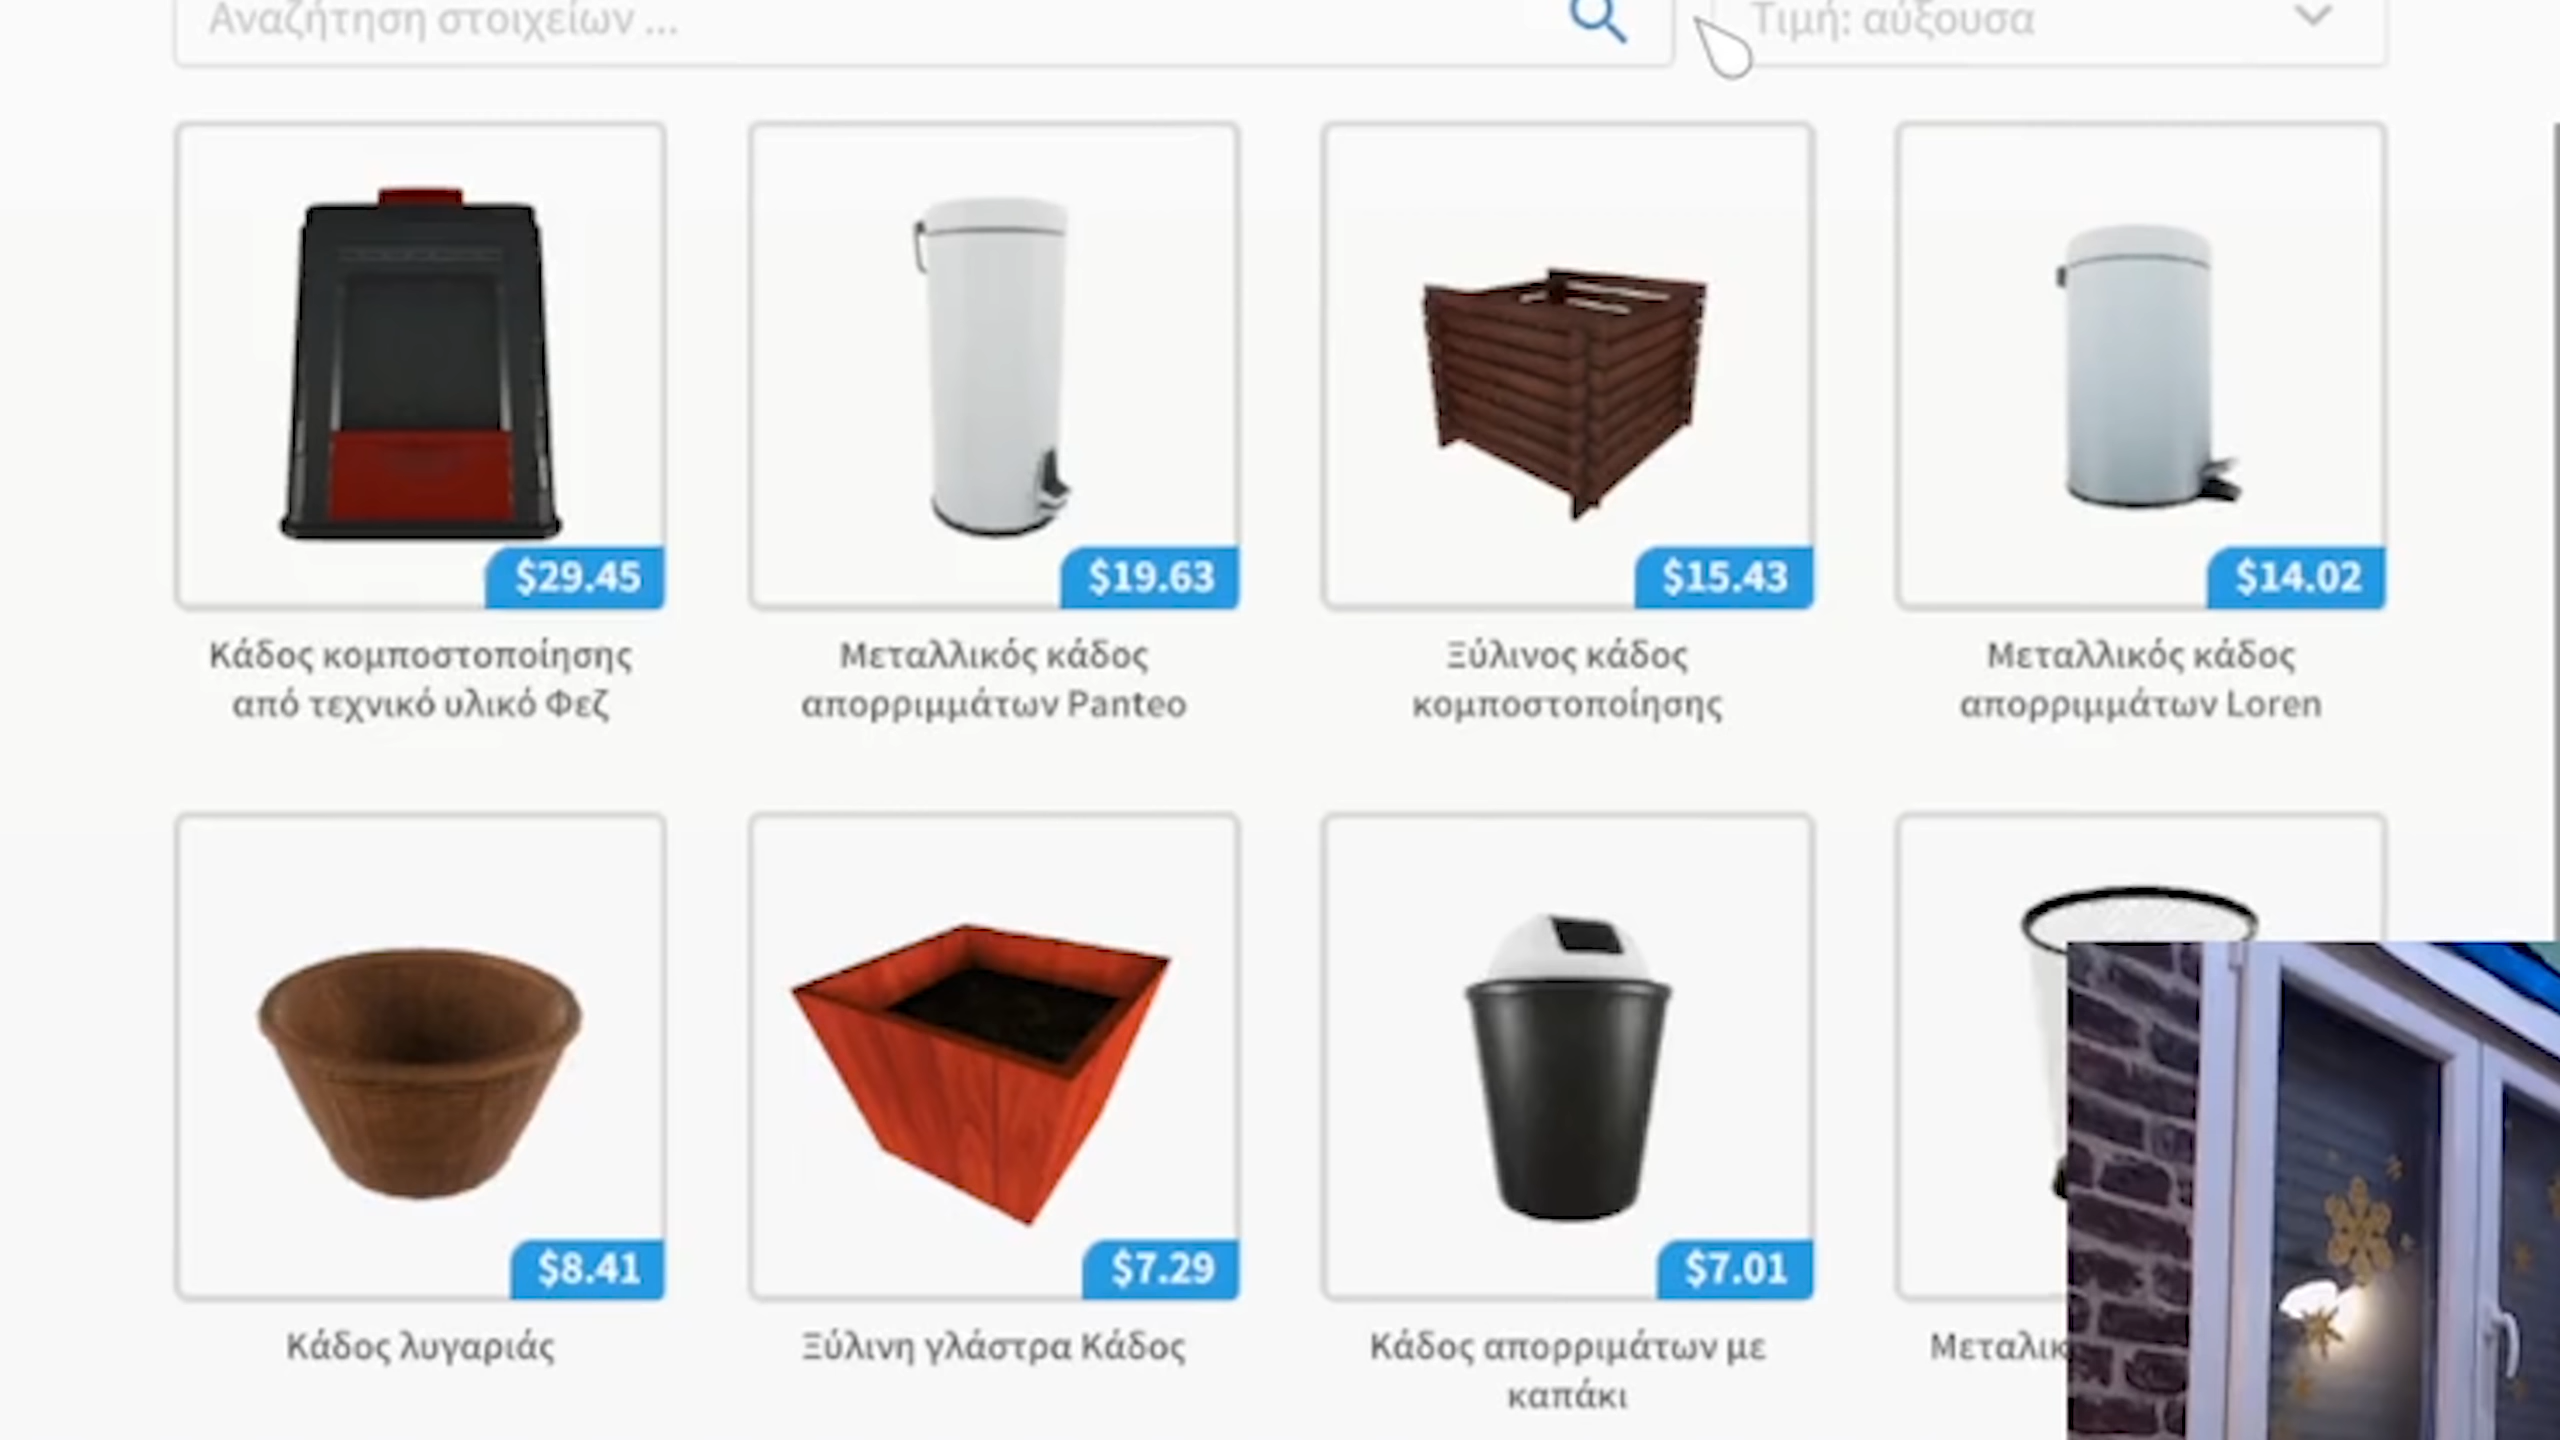 Αναζήτηση στοιχείων ...
Τιμή: αύξουσα
$29.45
$19.63
$15.43
$14.02
Κάδος κομποστοποίησης
από τεχνικό υλικό Φεζ
Μεταλλικός κάδος
απορριμμάτων Panteo
Ξύλινος κάδος
κομποστοποίησης
Μεταλλικός κάδος
απορριμμάτων Loren
$8.41
$7.29
$7.01
Κάδος λυγαριάς
Ξύλινη γλάστρα Κάδος
Κάδος απορριμάτων με
καπάκι